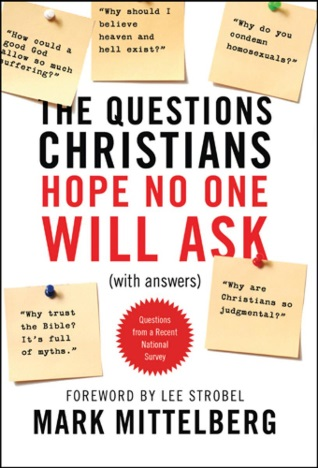 "How could a
good God
allow so much
suffering?"
"Why should I
believe
heaven and
hell exist?"
"Why do you
condemn
homosexuals?"
THE QUESTIONS
CHRISTIANS
HOPE NO ONE
WILL ASK
(with answers)
"Why trust
the Bible?
It's full
of myths."
Questions
from a Recent
National
Survey
"Why are
Christians so
judgmental?"
FOREWORD BY LEE STROBEL
MARK MITTELBERG